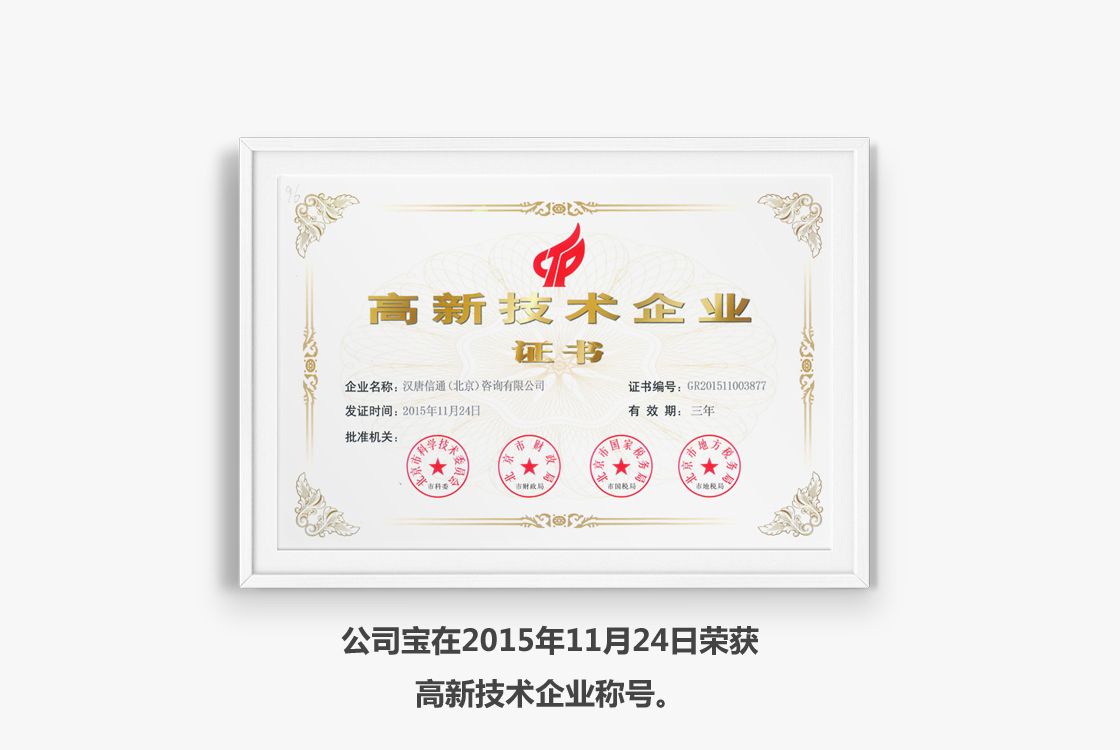 96
高新技术企业
证书
企业名称：汉唐信通（北京）咨询有限公司
证书编号：GR201511003877
发证时间：2015年11月24日
有 效 期：三年
批准机关：
北京市科学技术委员会
市科委
北京市财政局
市财政局
北京市国家税务局
市国税局
北京市地方税务局
市地税局
公司宝在2015年11月24日荣获
高新技术企业称号。